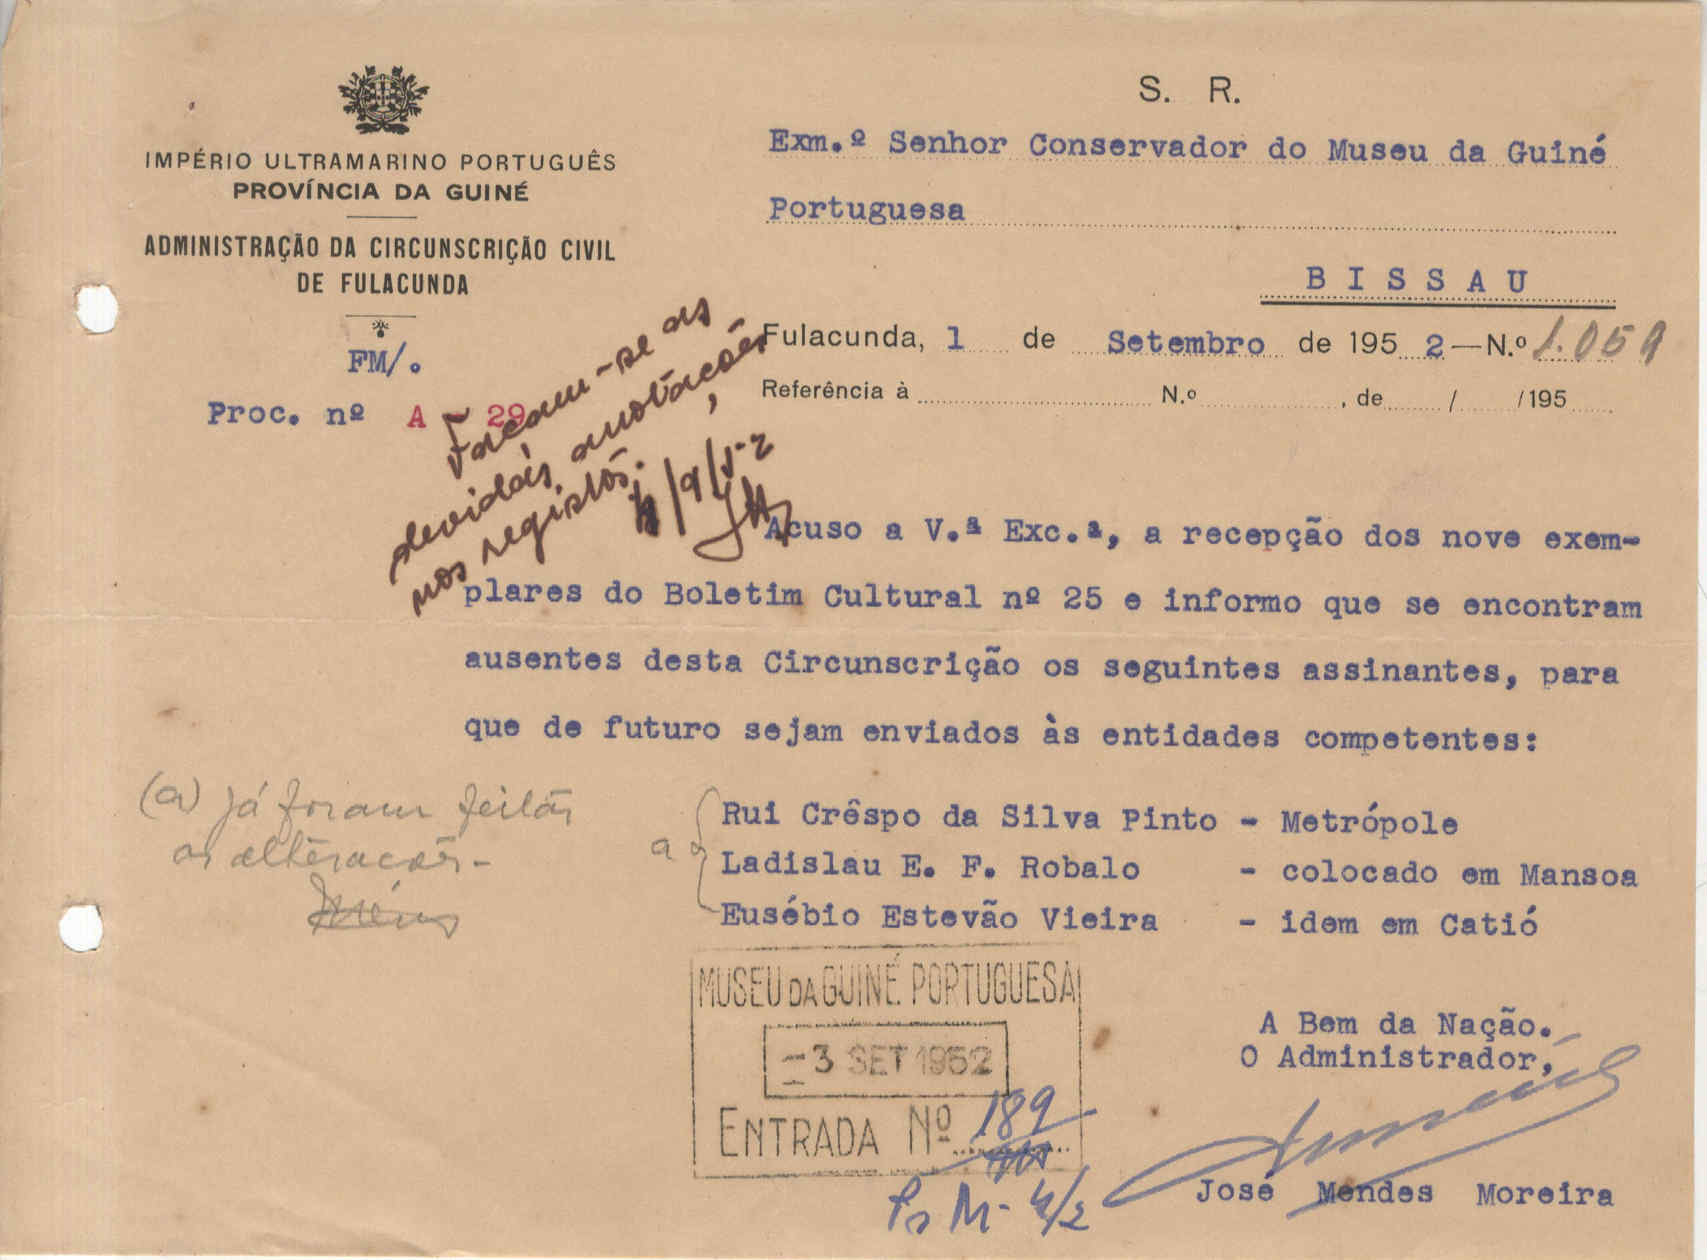 IMPÉRIO ULTRAMARINO PORTUGUÊS
PROVÍNCIA DA GUINÉ
ADMINISTRAÇÃO DA CIRCUNSCRIÇÃO CIVIL
DE FULACUNDA
FM/.
Proc. nº A - 29
S. R.
Exm.º Senhor Conservador do Museu da Guiné
Portuguesa
BISSAU
Fulacunda, 1 de Setembro de 1952—N.º 1.059
Referência à N.º , de / /195
Façam-se as
devidas anotações,
nos registos.
/9/52
Acuso a V.ª Exc.ª, a recepção dos nove exem-
plares do Boletim Cultural nº 25 e informo que se encontram
ausentes desta Circunscrição os seguintes assinantes, para
que de futuro sejam enviados às entidades competentes:
(a) Já foram feitas
as alterações-
a
Rui Crêspo da Silva Pinto - Metrópole
Ladislau E. F. Robalo - colocado em Mansoa
Eusébio Estevão Vieira - idem em Catió
MUSEU DA GUINÉ PORTUGUESA
-3 SET 1952
ENTRADA Nº 189
A Bem da Nação.
O Administrador,
José Mendes Moreira